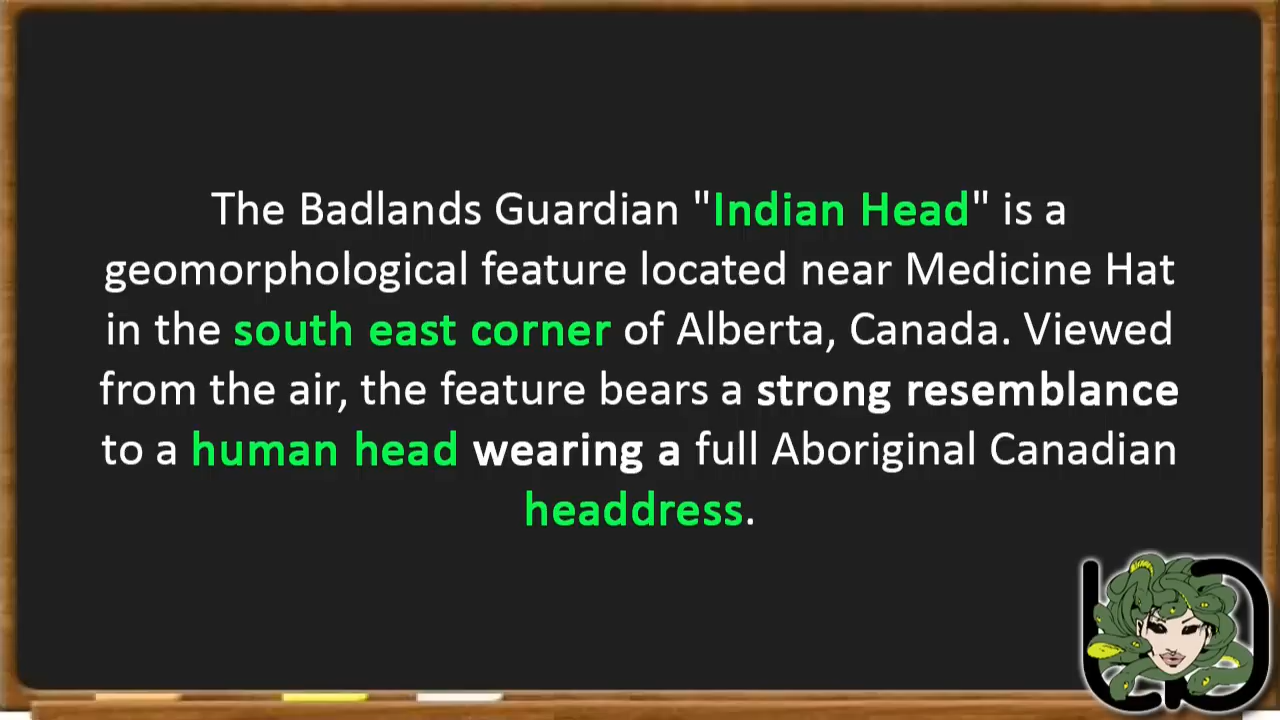 The Badlands Guardian "Indian Head" is a
geomorphological feature located near Medicine Hat
in the south east corner of Alberta, Canada. Viewed
from the air, the feature bears a strong resemblance
to a human head wearing a full Aboriginal Canadian
headdress.